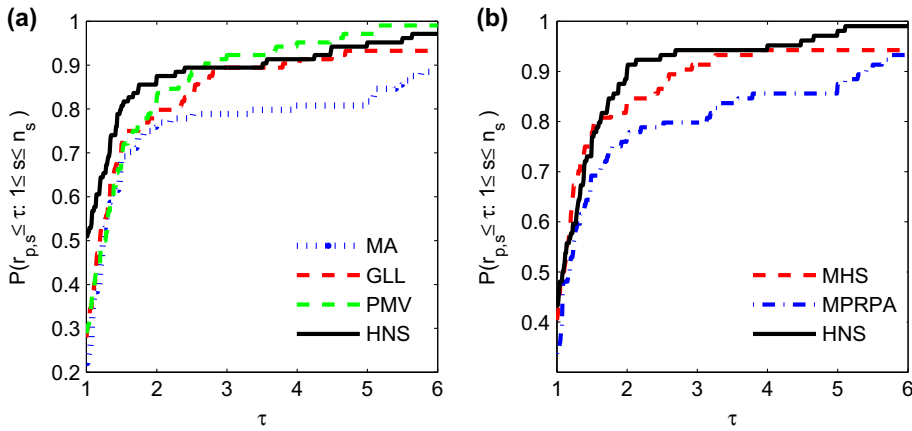 (a)
P(r_{p,s} ≤ τ: 1≤ s≤ n_s )
1
0.9
0.8
0.7
0.6
0.5
0.4
0.3
0.2
MA
GLL
PMV
HNS
1 2 3 4 5 6
τ
(b)
P(r_{p,s} ≤ τ: 1≤ s≤ n_s )
1
0.9
0.8
0.7
0.6
0.5
0.4
MHS
MPRPA
HNS
1 2 3 4 5 6
τ